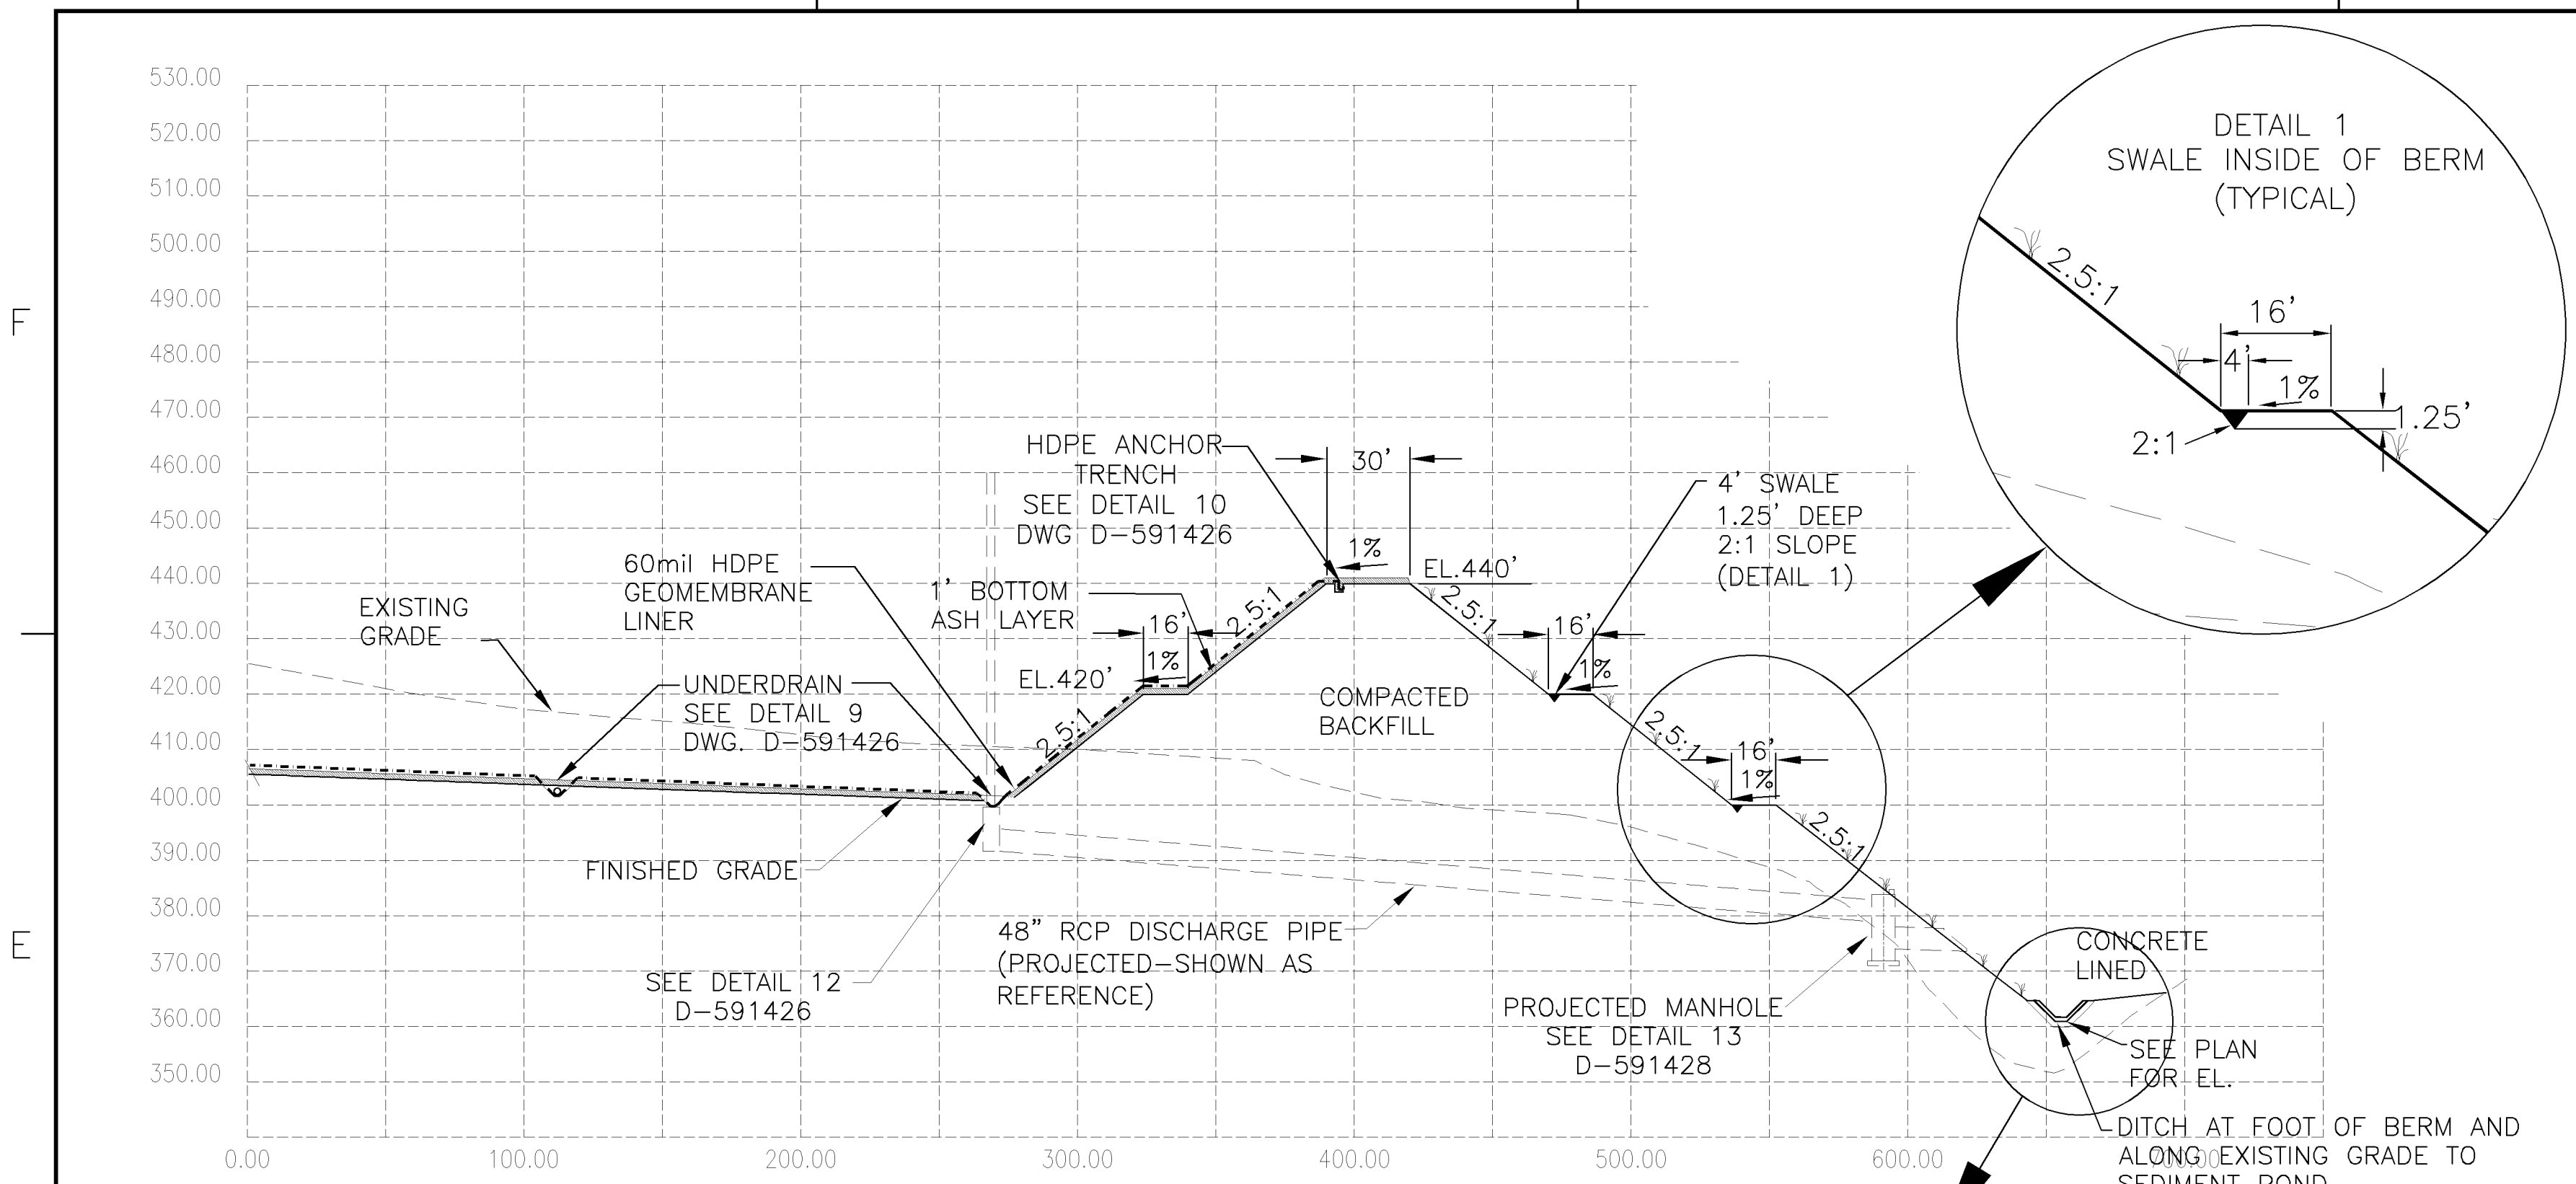 530.00
520.00
510.00
500.00
490.00
480.00
470.00
460.00
450.00
440.00
430.00
420.00
410.00
400.00
390.00
380.00
370.00
360.00
350.00
0.00
100.00
200.00
300.00
400.00
500.00
600.00
700.00
F
E
DETAIL 1
SWALE INSIDE OF BERM
(TYPICAL)
2.5:1
16'
4'
1%
1.25'
2:1
HDPE ANCHOR
TRENCH
SEE DETAIL 10
DWG D-591426
30'
1%
EL.440'
4' SWALE
1.25' DEEP
2:1 SLOPE
(DETAIL 1)
60mil HDPE
GEOMEMBRANE
LINER
1' BOTTOM
ASH LAYER
EXISTING
GRADE
16'
1%
2.5:1
EL.420'
2.5:1
UNDERDRAIN
SEE DETAIL 9
DWG. D-591426
COMPACTED
BACKFILL
2.5:1
16'
1%
2.5:1
16'
1%
2.5:1
FINISHED GRADE
SEE DETAIL 12
D-591426
48" RCP DISCHARGE PIPE
(PROJECTED-SHOWN AS
REFERENCE)
PROJECTED MANHOLE
SEE DETAIL 13
D-591428
CONCRETE
LINED
SEE PLAN
FOR EL.
DITCH AT FOOT OF BERM AND
ALONG EXISTING GRADE TO
SEDIMENT POND